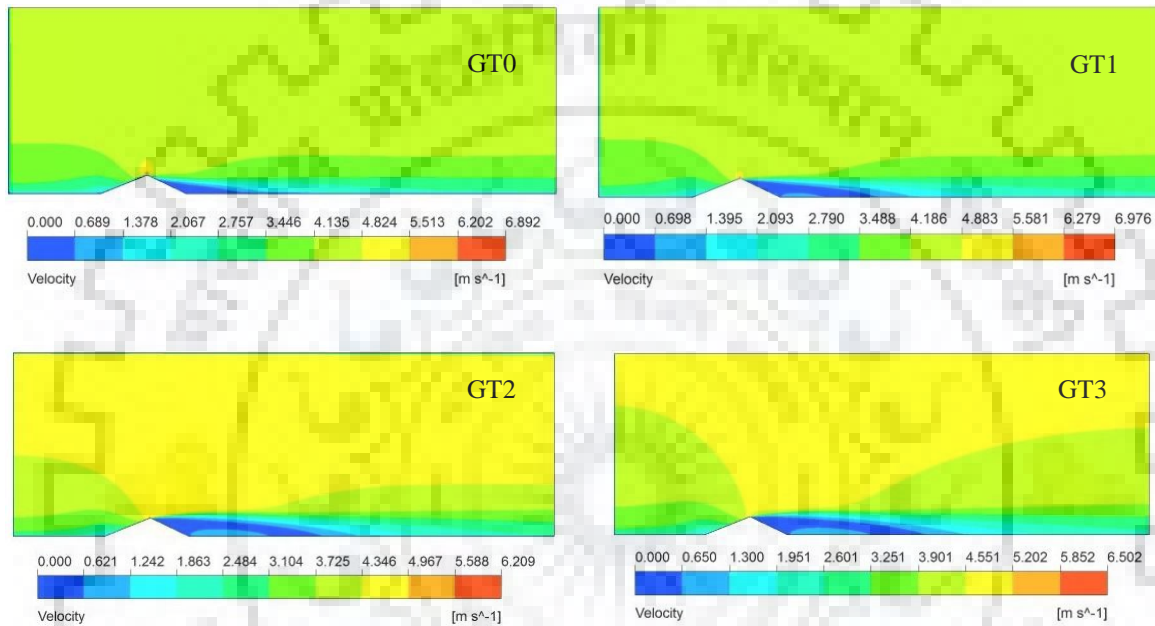 GT0
GT1
0.000 0.689 1.378 2.067 2.757 3.446 4.135 4.824 5.513 6.202 6.892
Velocity [m s^-1]
0.000 0.698 1.395 2.093 2.790 3.488 4.186 4.883 5.581 6.279 6.976
Velocity [m s^-1]
GT2
GT3
0.000 0.621 1.242 1.863 2.484 3.104 3.725 4.346 4.967 5.588 6.209
Velocity [m s^-1]
0.000 0.650 1.300 1.951 2.601 3.251 3.901 4.551 5.202 5.852 6.502
Velocity [m s^-1]